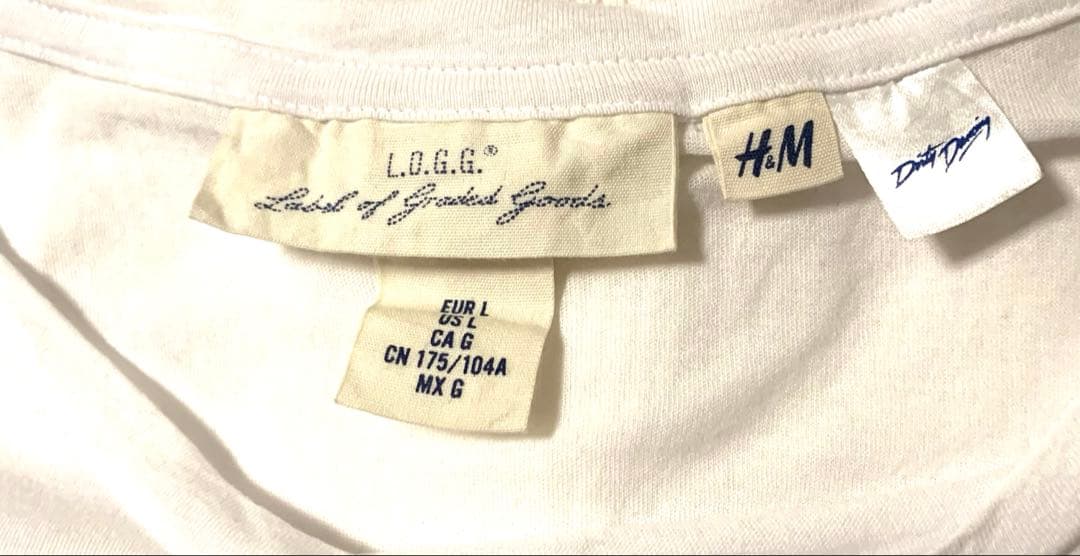 L.O.G.G.®
Label of Graded Goods.
H&M
Dirty Dancing
EUR L
US L
CA G
CN 175/104A
MX G